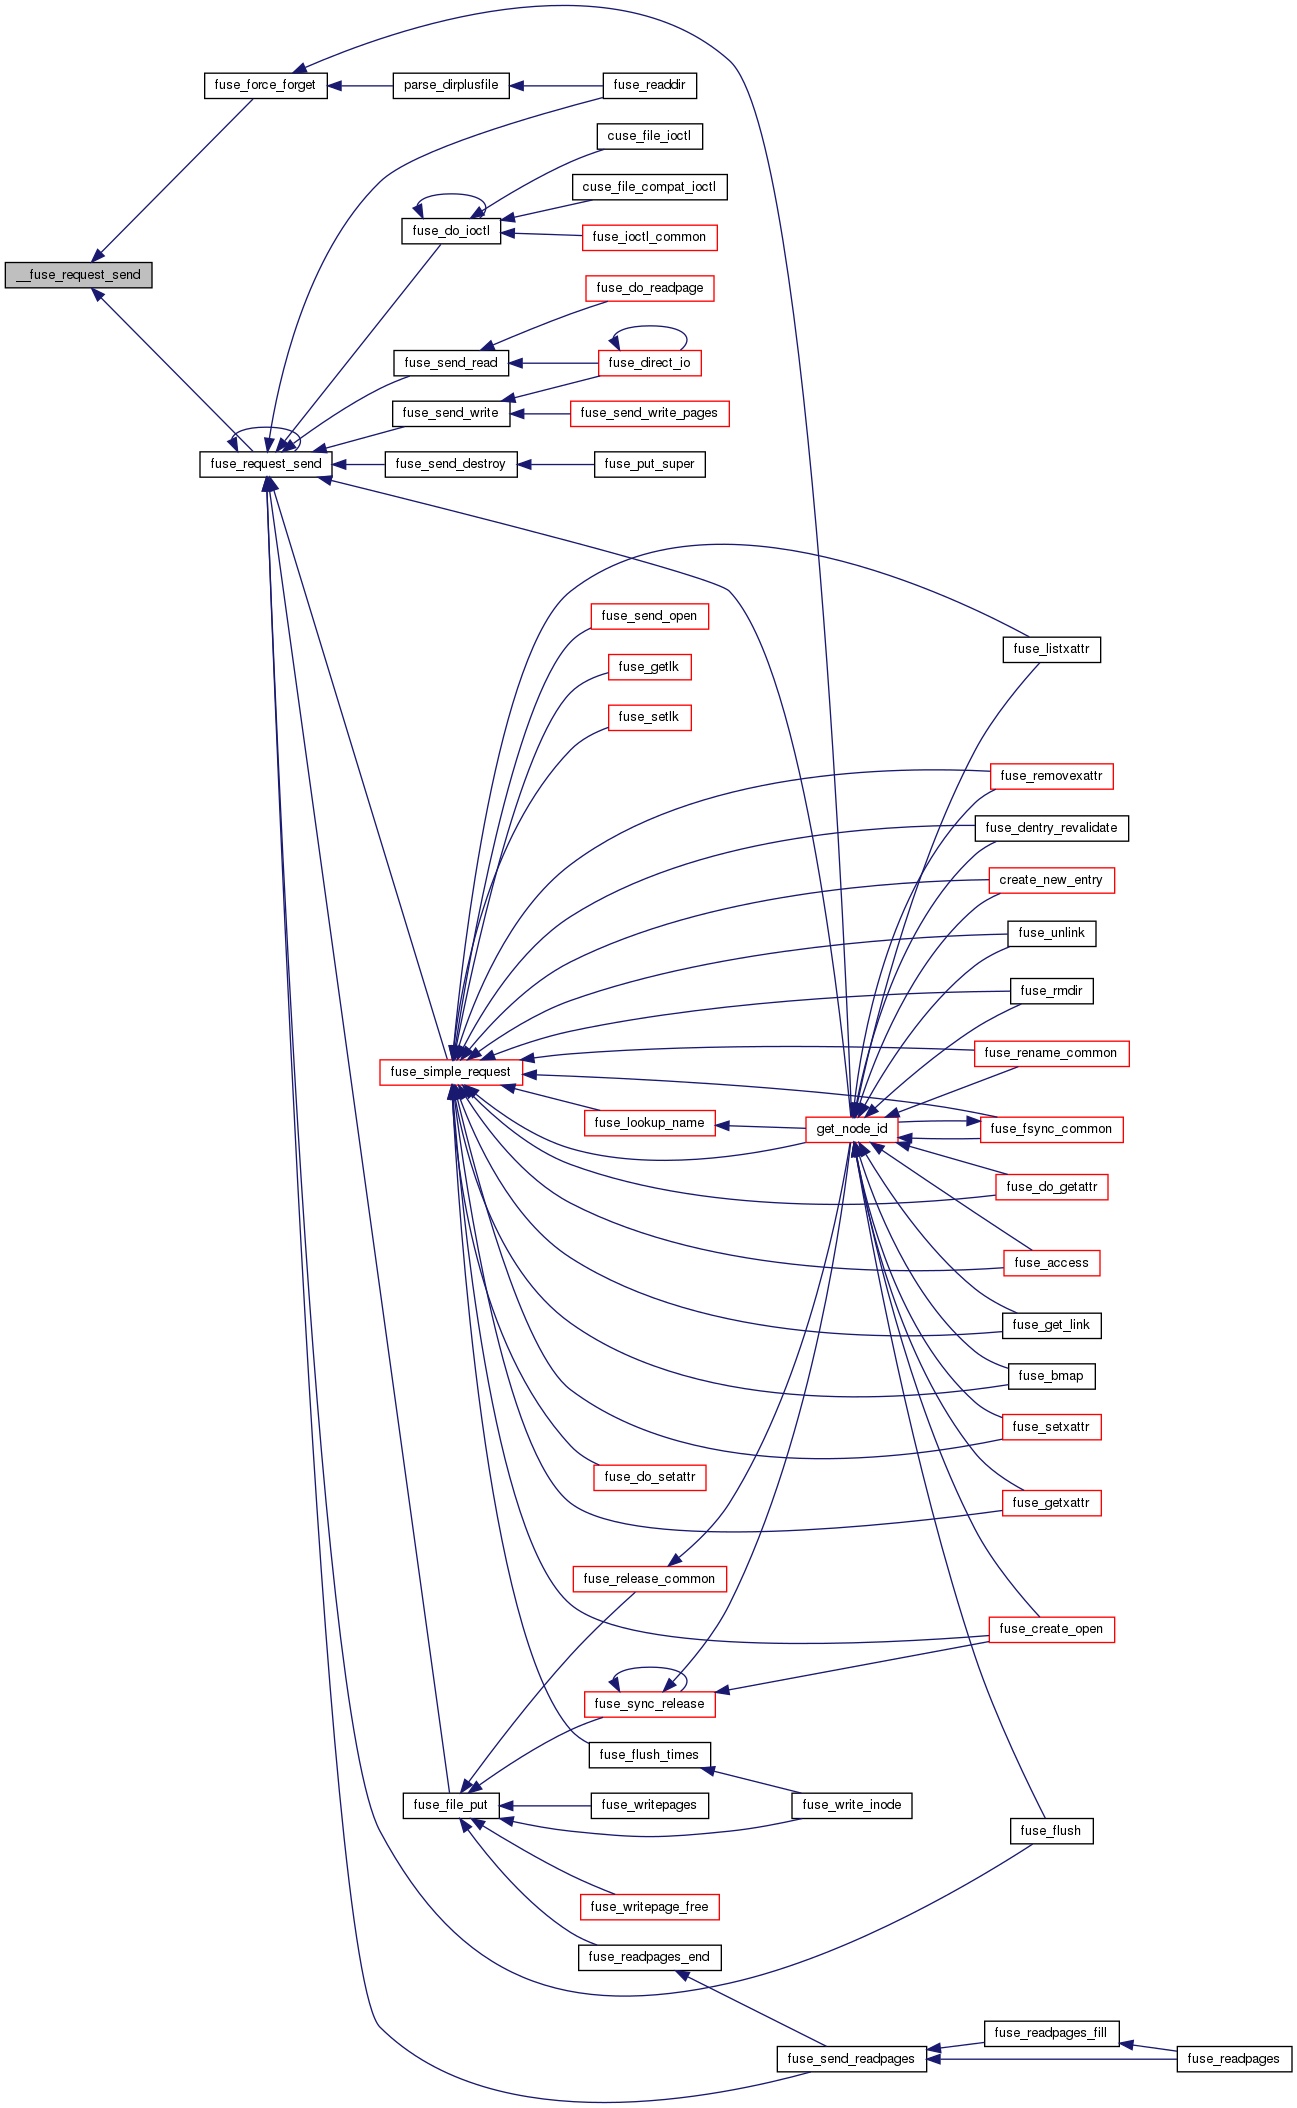 fuse_force_forget
parse_dirplusfile
fuse_readdir
cuse_file_ioctl
cuse_file_compat_ioctl
fuse_do_ioctl
fuse_ioctl_common
__fuse_request_send
fuse_do_readpage
fuse_send_read
fuse_direct_io
fuse_send_write
fuse_send_write_pages
fuse_request_send
fuse_send_destroy
fuse_put_super
fuse_send_open
fuse_listxattr
fuse_getlk
fuse_setlk
fuse_removexattr
fuse_dentry_revalidate
create_new_entry
fuse_unlink
fuse_rmdir
fuse_rename_common
fuse_simple_request
fuse_lookup_name
get_node_id
fuse_fsync_common
fuse_do_getattr
fuse_access
fuse_get_link
fuse_bmap
fuse_setxattr
fuse_do_setattr
fuse_getxattr
fuse_release_common
fuse_create_open
fuse_sync_release
fuse_flush_times
fuse_file_put
fuse_writepages
fuse_write_inode
fuse_flush
fuse_writepage_free
fuse_readpages_end
fuse_readpages_fill
fuse_send_readpages
fuse_readpages